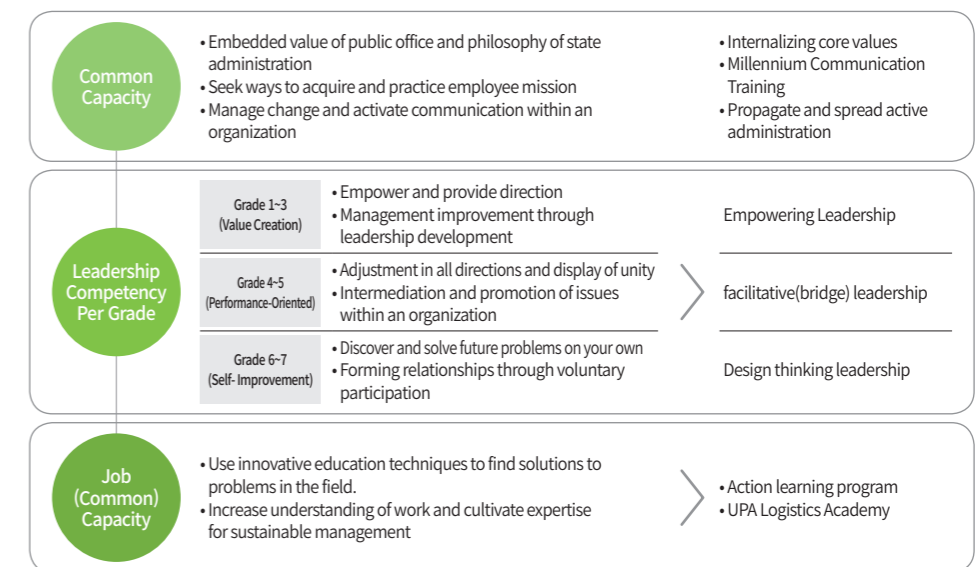 Common
Capacity
• Embedded value of public office and philosophy of state
administration
• Seek ways to acquire and practice employee mission
• Manage change and activate communication within an
organization
• Internalizing core values
• Millennium Communication
Training
• Propagate and spread active
administration
Leadership
Competency
Per Grade
Grade 1~3
(Value Creation)
• Empower and provide direction
• Management improvement through
leadership development
Empowering Leadership
Grade 4~5
(Performance-Oriented)
• Adjustment in all directions and display of unity
• Intermediation and promotion of issues
within an organization
facilitative(bridge) leadership
Grade 6~7
(Self- Improvement)
• Discover and solve future problems on your own
• Forming relationships through voluntary
participation
Design thinking leadership
Job
(Common)
Capacity
• Use innovative education techniques to find solutions to
problems in the field.
• Increase understanding of work and cultivate expertise
for sustainable management
• Action learning program
• UPA Logistics Academy